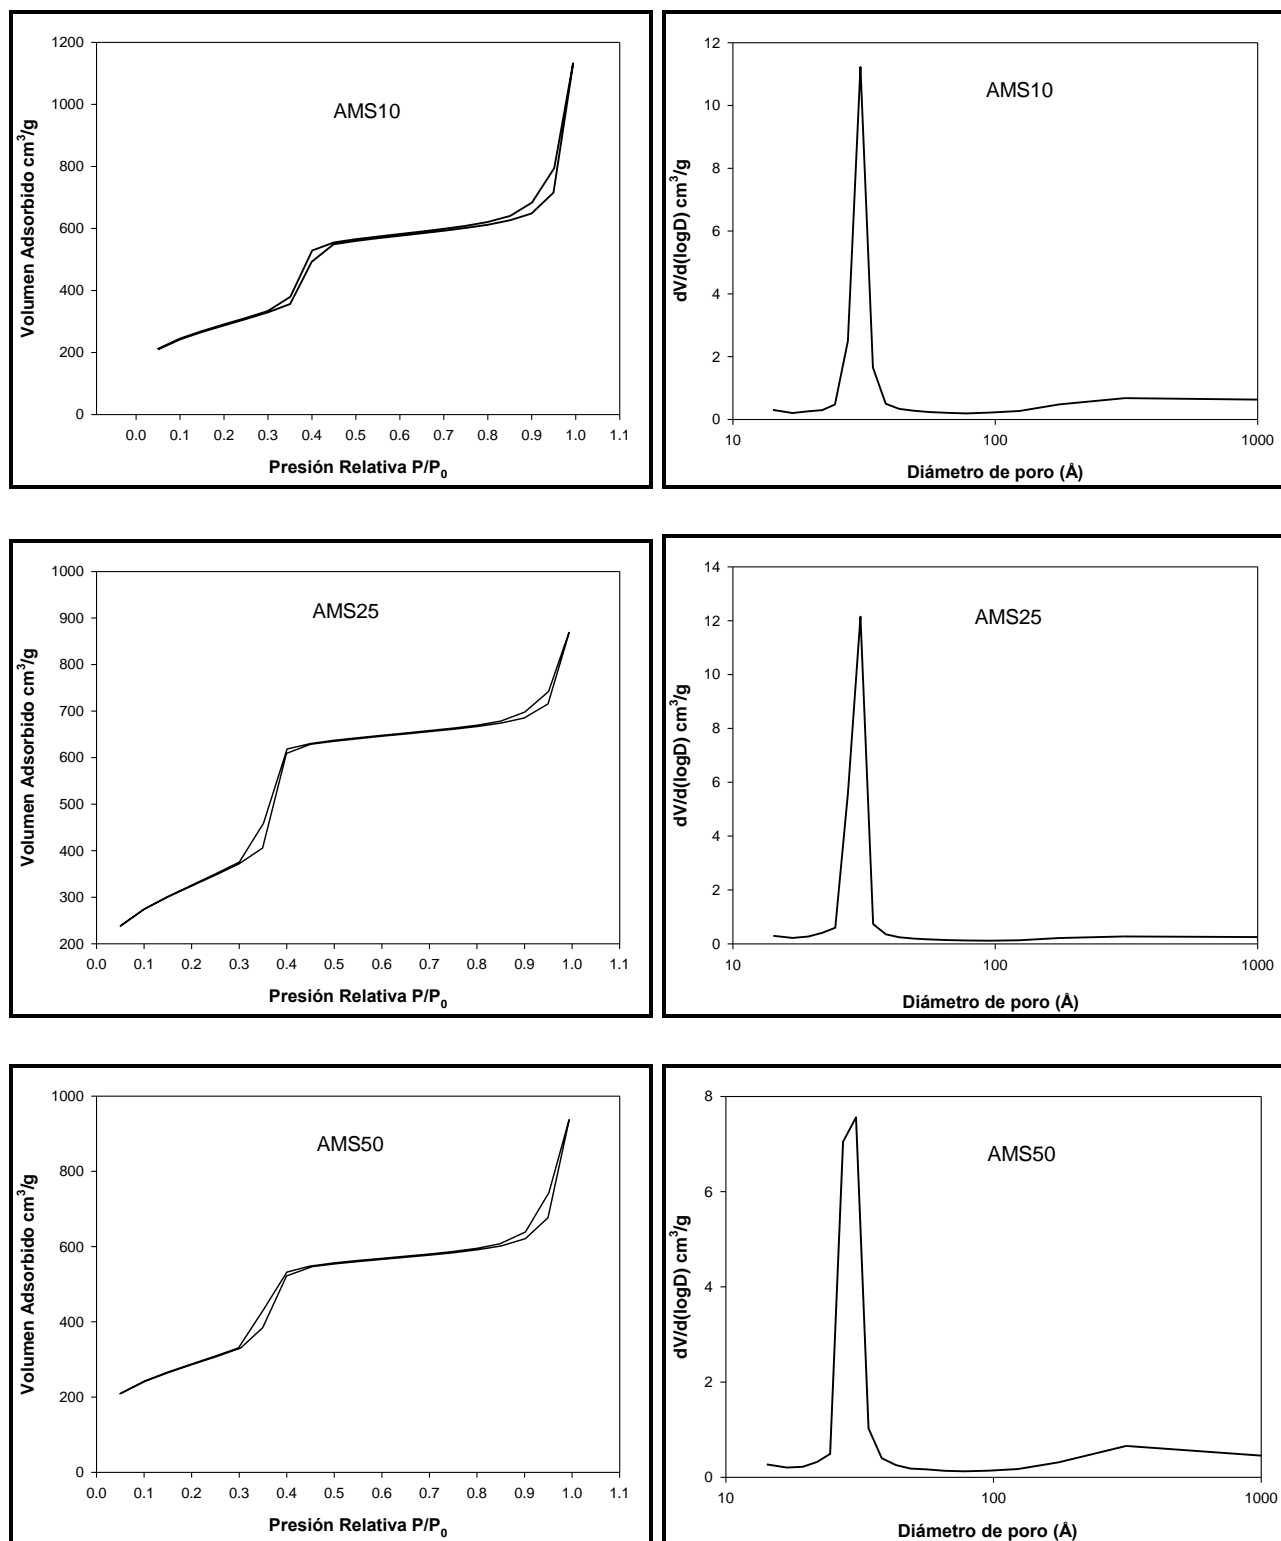 AMS10
Volumen Adsorbido cm³/g
1200
1000
800
600
400
200
0
0.0 0.1 0.2 0.3 0.4 0.5 0.6 0.7 0.8 0.9 1.0 1.1
Presión Relativa P/P₀
AMS10
dV/d(logD) cm³/g
12
10
8
6
4
2
0
10 100 1000
Diámetro de poro (Å)
AMS25
Volumen Adsorbido cm³/g
1000
900
800
700
600
500
400
300
200
0.0 0.1 0.2 0.3 0.4 0.5 0.6 0.7 0.8 0.9 1.0 1.1
Presión Relativa P/P₀
AMS25
dV/d(logD) cm³/g
14
12
10
8
6
4
2
0
10 100 1000
Diámetro de poro (Å)
AMS50
Volumen Adsorbido cm³/g
1000
800
600
400
200
0
0.0 0.1 0.2 0.3 0.4 0.5 0.6 0.7 0.8 0.9 1.0 1.1
Presión Relativa P/P₀
AMS50
dV/d(logD) cm³/g
8
6
4
2
0
10 100 1000
Diámetro de poro (Å)